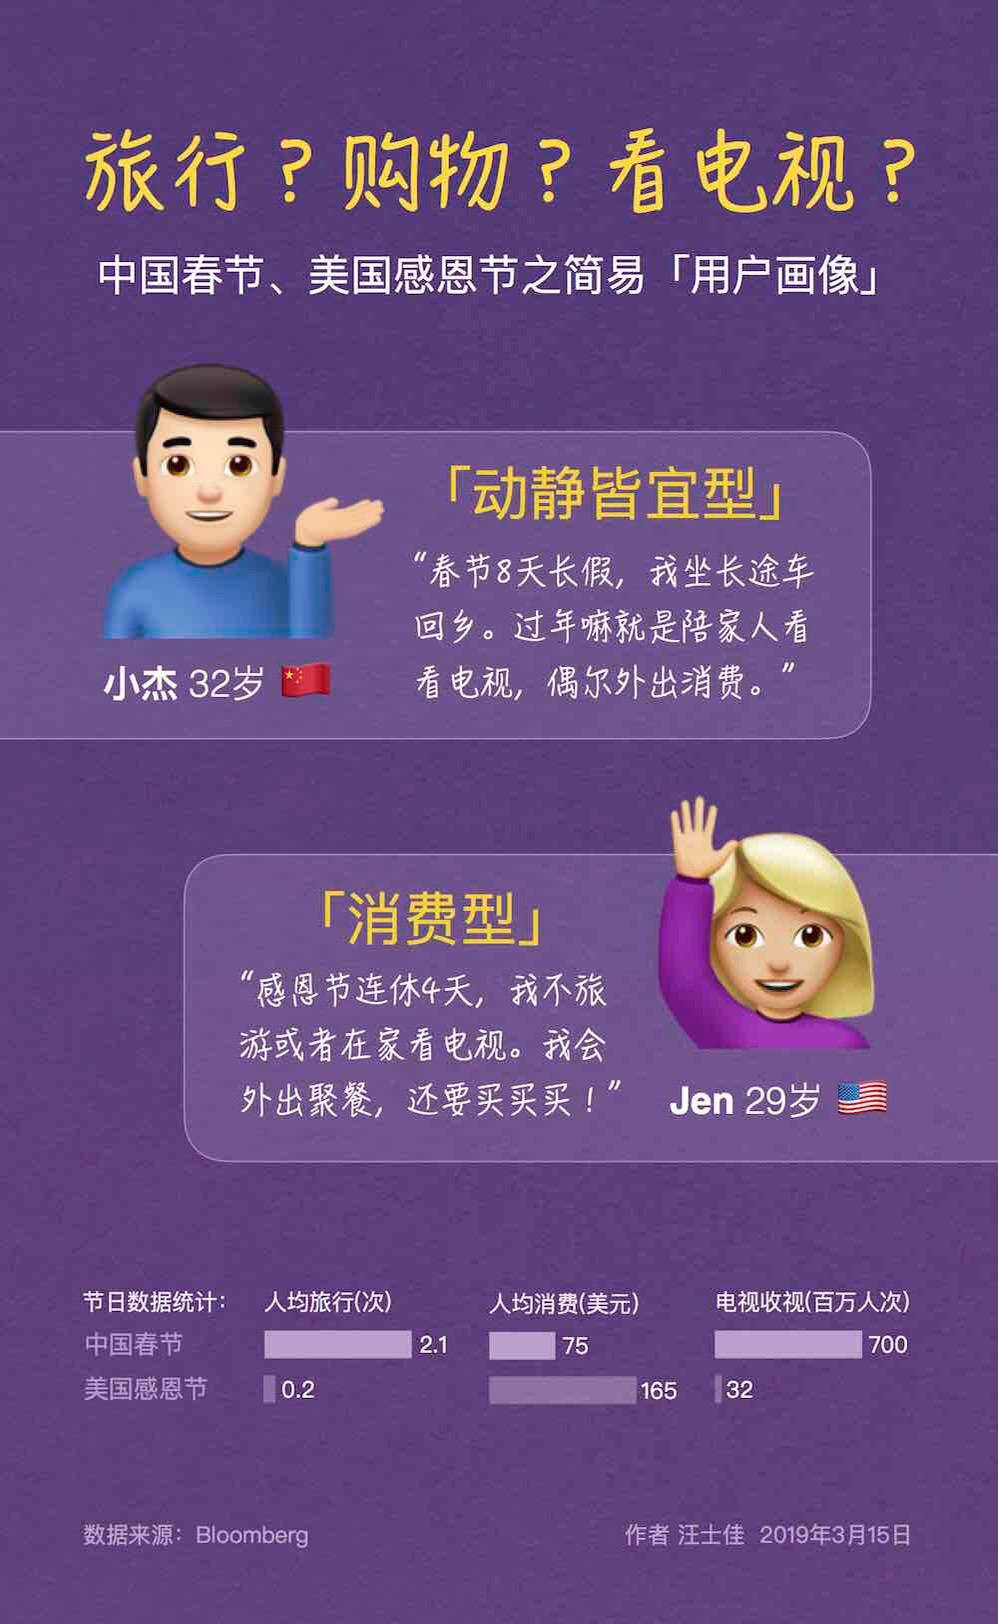 旅行？购物？看电视？
中国春节、美国感恩节之简易「用户画像」
「动静皆宜型」
“春节8天长假，我坐长途车
回乡。过年嘛就是陪家人看
看电视，偶尔外出消费。”
小杰 32岁 🇨🇳
「消费型」
“感恩节连休4天，我不旅
游或者在家看电视。我会
外出聚餐，还要买买买！”
Jen 29岁 🇺🇸
节日数据统计： 人均旅行(次) 人均消费(美元) 电视收视(百万人次)
中国春节 2.1 75 700
美国感恩节 0.2 165 32
数据来源：Bloomberg 作者 汪士佳 2019年3月15日